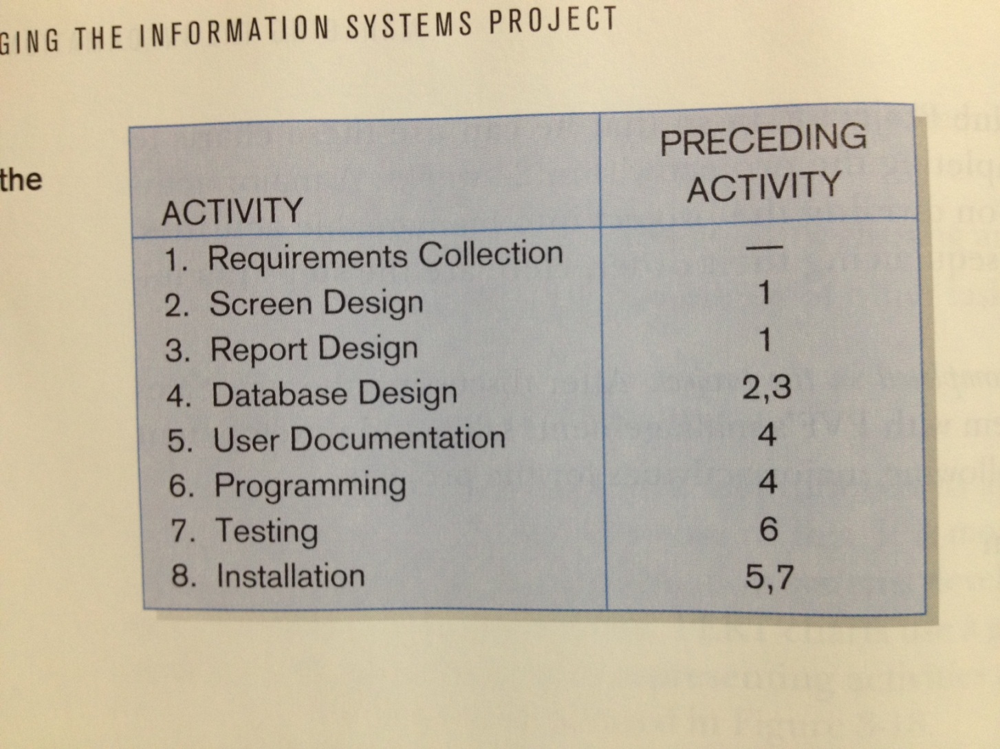 GING THE INFORMATION SYSTEMS PROJECT
the
PRECEDING
ACTIVITY
ACTIVITY
1. Requirements Collection —
2. Screen Design 1
3. Report Design 1
4. Database Design 2,3
5. User Documentation 4
6. Programming 4
7. Testing 6
8. Installation 5,7